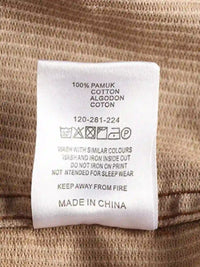 100% PAMUK
COTTON
ALGODON
COTON
120-281-224
WASH WITH SIMILAR COLOURS
WASH AND IRON INSIDE OUT
DO NOT IRON ON PRINT
NOT INTENDED FOR SLEEP WEAR
KEEP AWAY FROM FIRE
MADE IN CHINA